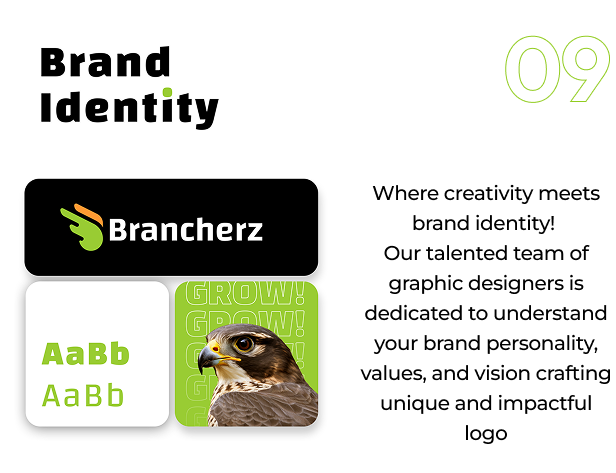 Brand
Identity
09
Brancherz
AaBb
AaBb
GROW!
GROW!
Where creativity meets
brand identity!
Our talented team of
graphic designers is
dedicated to understand
your brand personality,
values, and vision crafting
unique and impactful
logo